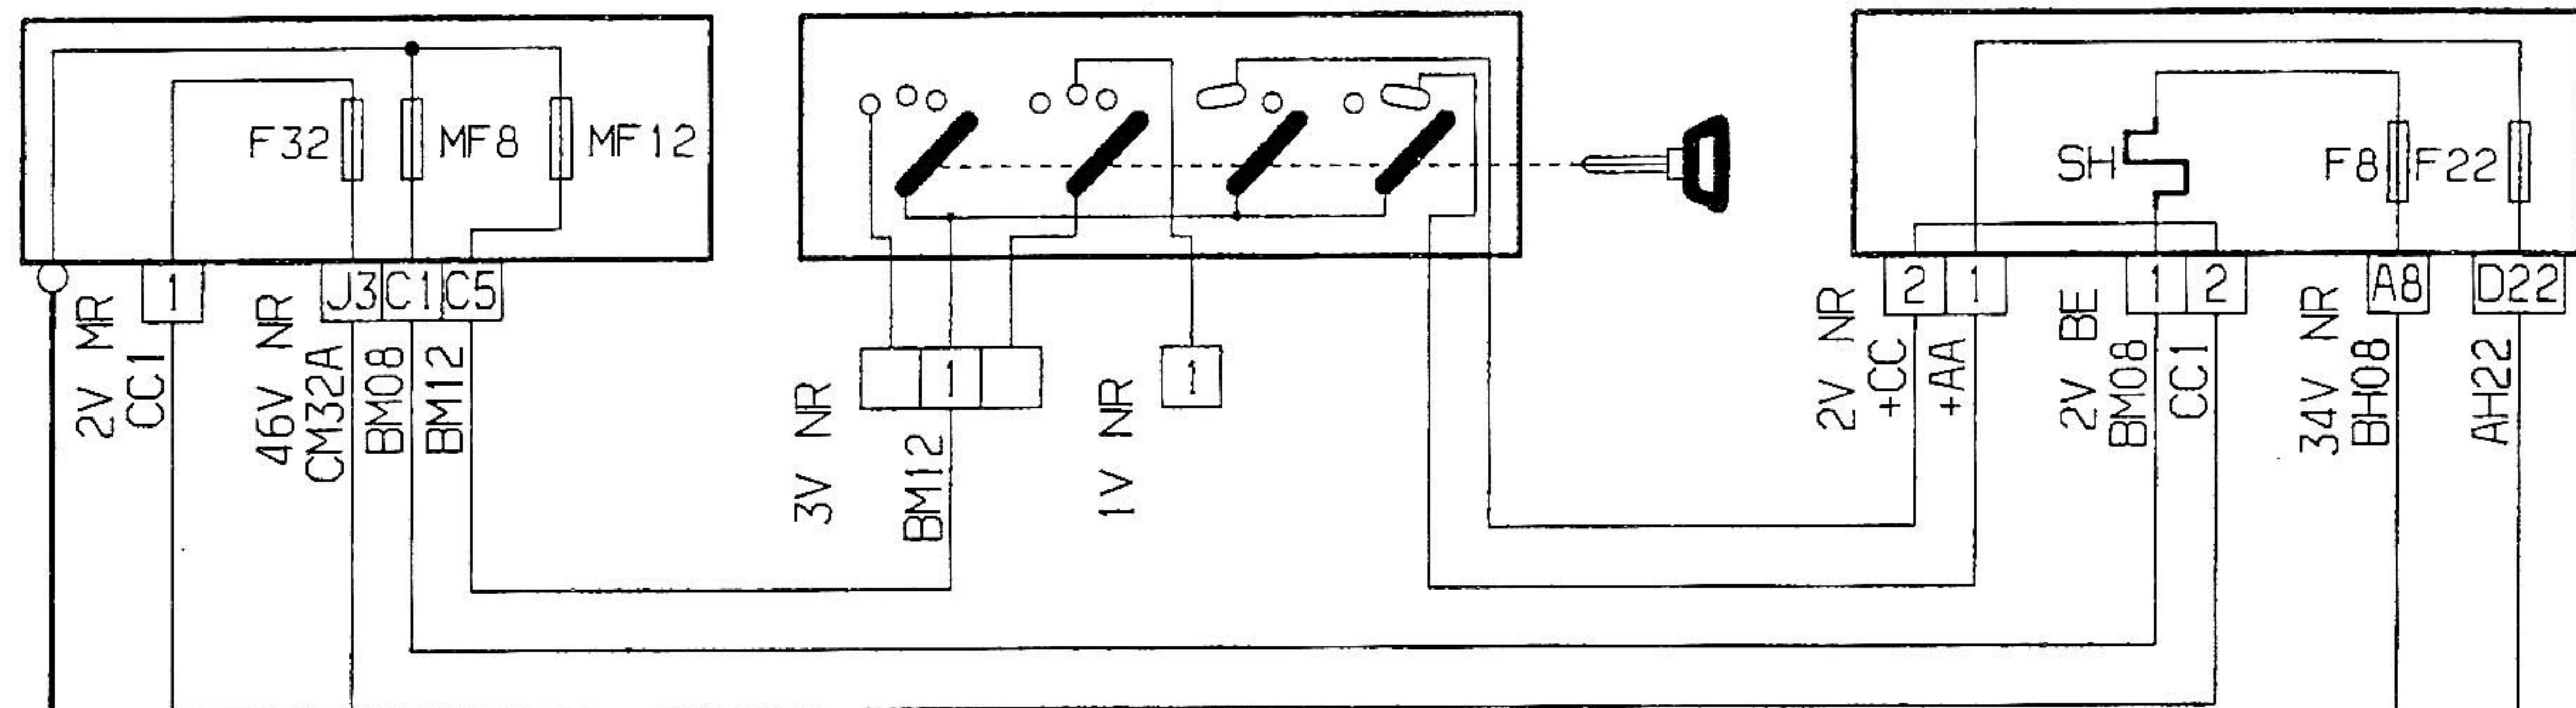 F32
MF8
MF12
SH
F8
F22
1
J3
C1
C5
2
1
1
2
A8
D22
2V MR
CC1
46V NR
CM32A
BM08
BM12
1
3V NR
BM12
1
1V NR
2V NR
+CC
+AA
2V BE
BM08
CC1
34V NR
BH08
AH22